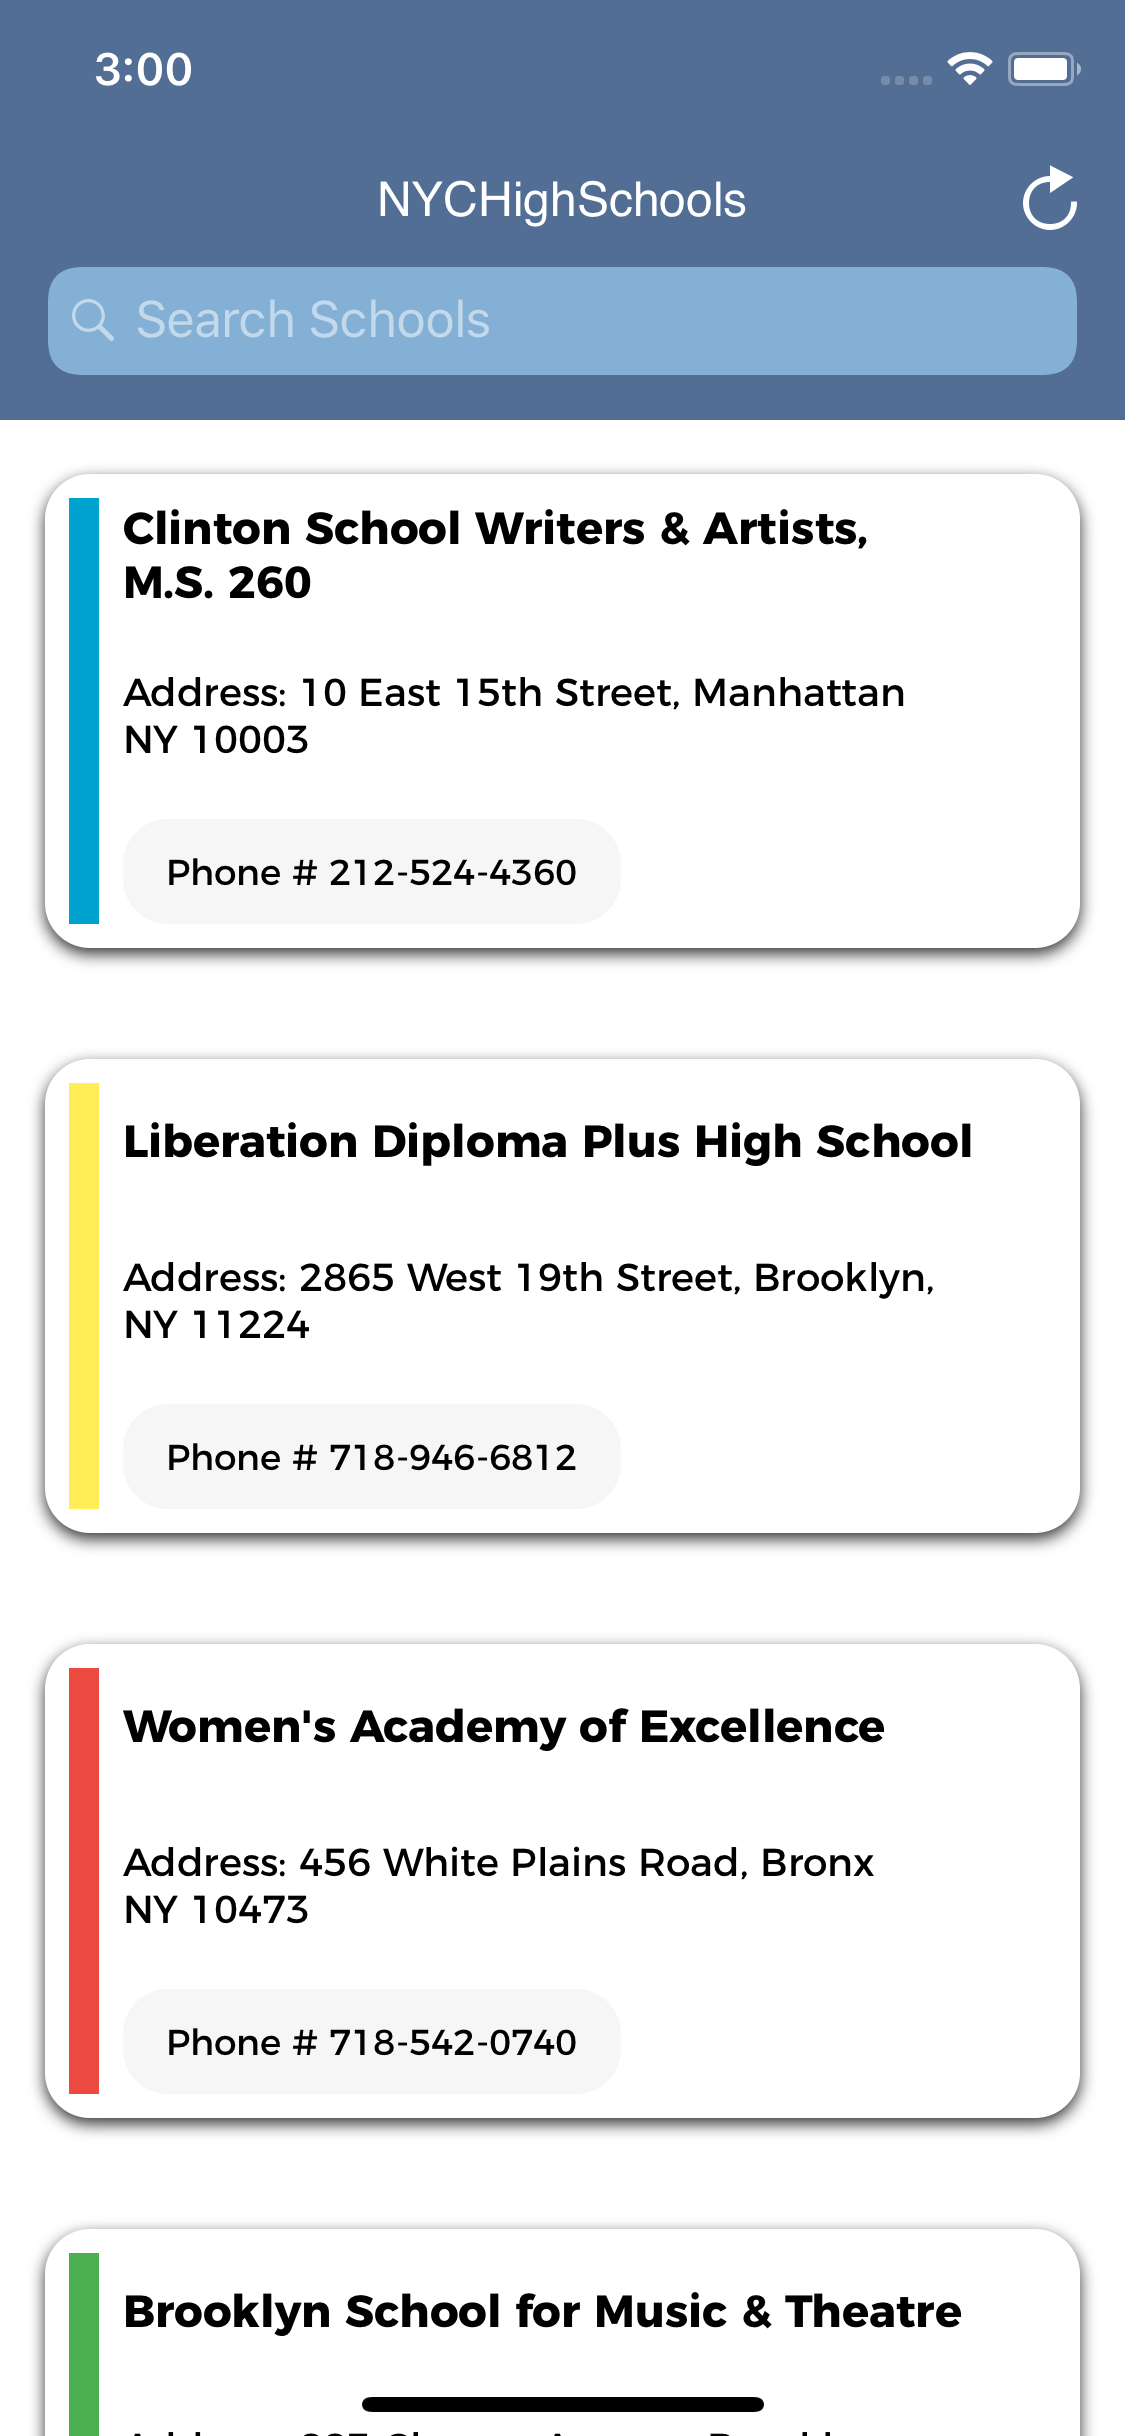 3:00
NYCHighSchools
Search Schools
Clinton School Writers & Artists,
M.S. 260
Address: 10 East 15th Street, Manhattan
NY 10003
Phone # 212-524-4360
Liberation Diploma Plus High School
Address: 2865 West 19th Street, Brooklyn,
NY 11224
Phone # 718-946-6812
Women's Academy of Excellence
Address: 456 White Plains Road, Bronx
NY 10473
Phone # 718-542-0740
Brooklyn School for Music & Theatre